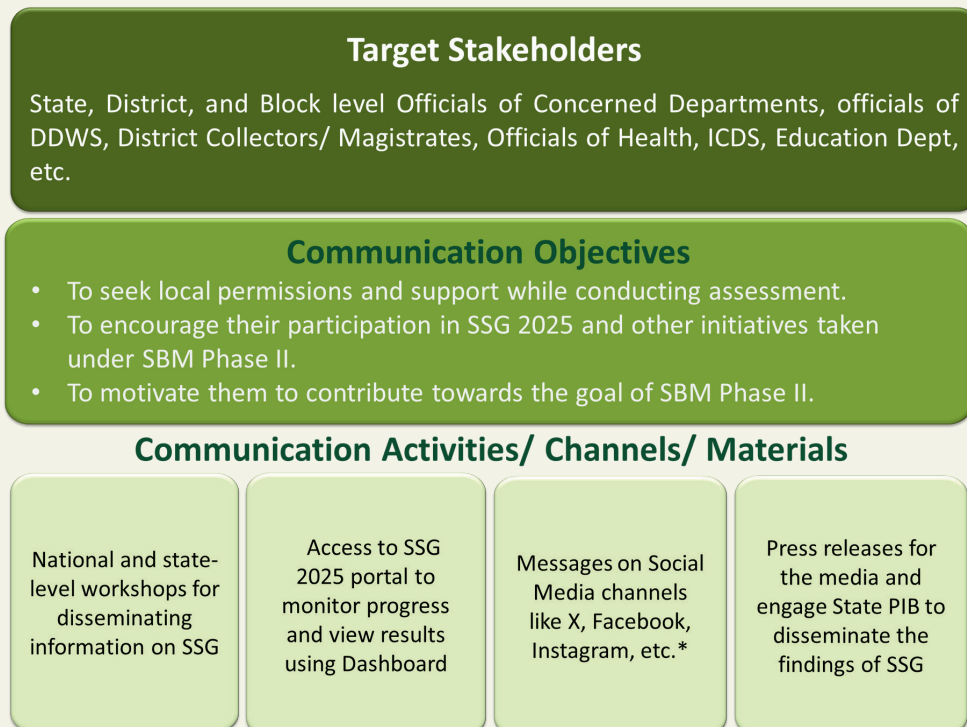 Target Stakeholders
State, District, and Block level Officials of Concerned Departments, officials of
DDWS, District Collectors/ Magistrates, Officials of Health, ICDS, Education Dept,
etc.
Communication Objectives
• To seek local permissions and support while conducting assessment.
• To encourage their participation in SSG 2025 and other initiatives taken
under SBM Phase II.
• To motivate them to contribute towards the goal of SBM Phase II.
Communication Activities/ Channels/ Materials
National and state-
level workshops for
disseminating
information on SSG
Access to SSG
2025 portal to
monitor progress
and view results
using Dashboard
Messages on Social
Media channels
like X, Facebook,
Instagram, etc.*
Press releases for
the media and
engage State PIB to
disseminate the
findings of SSG